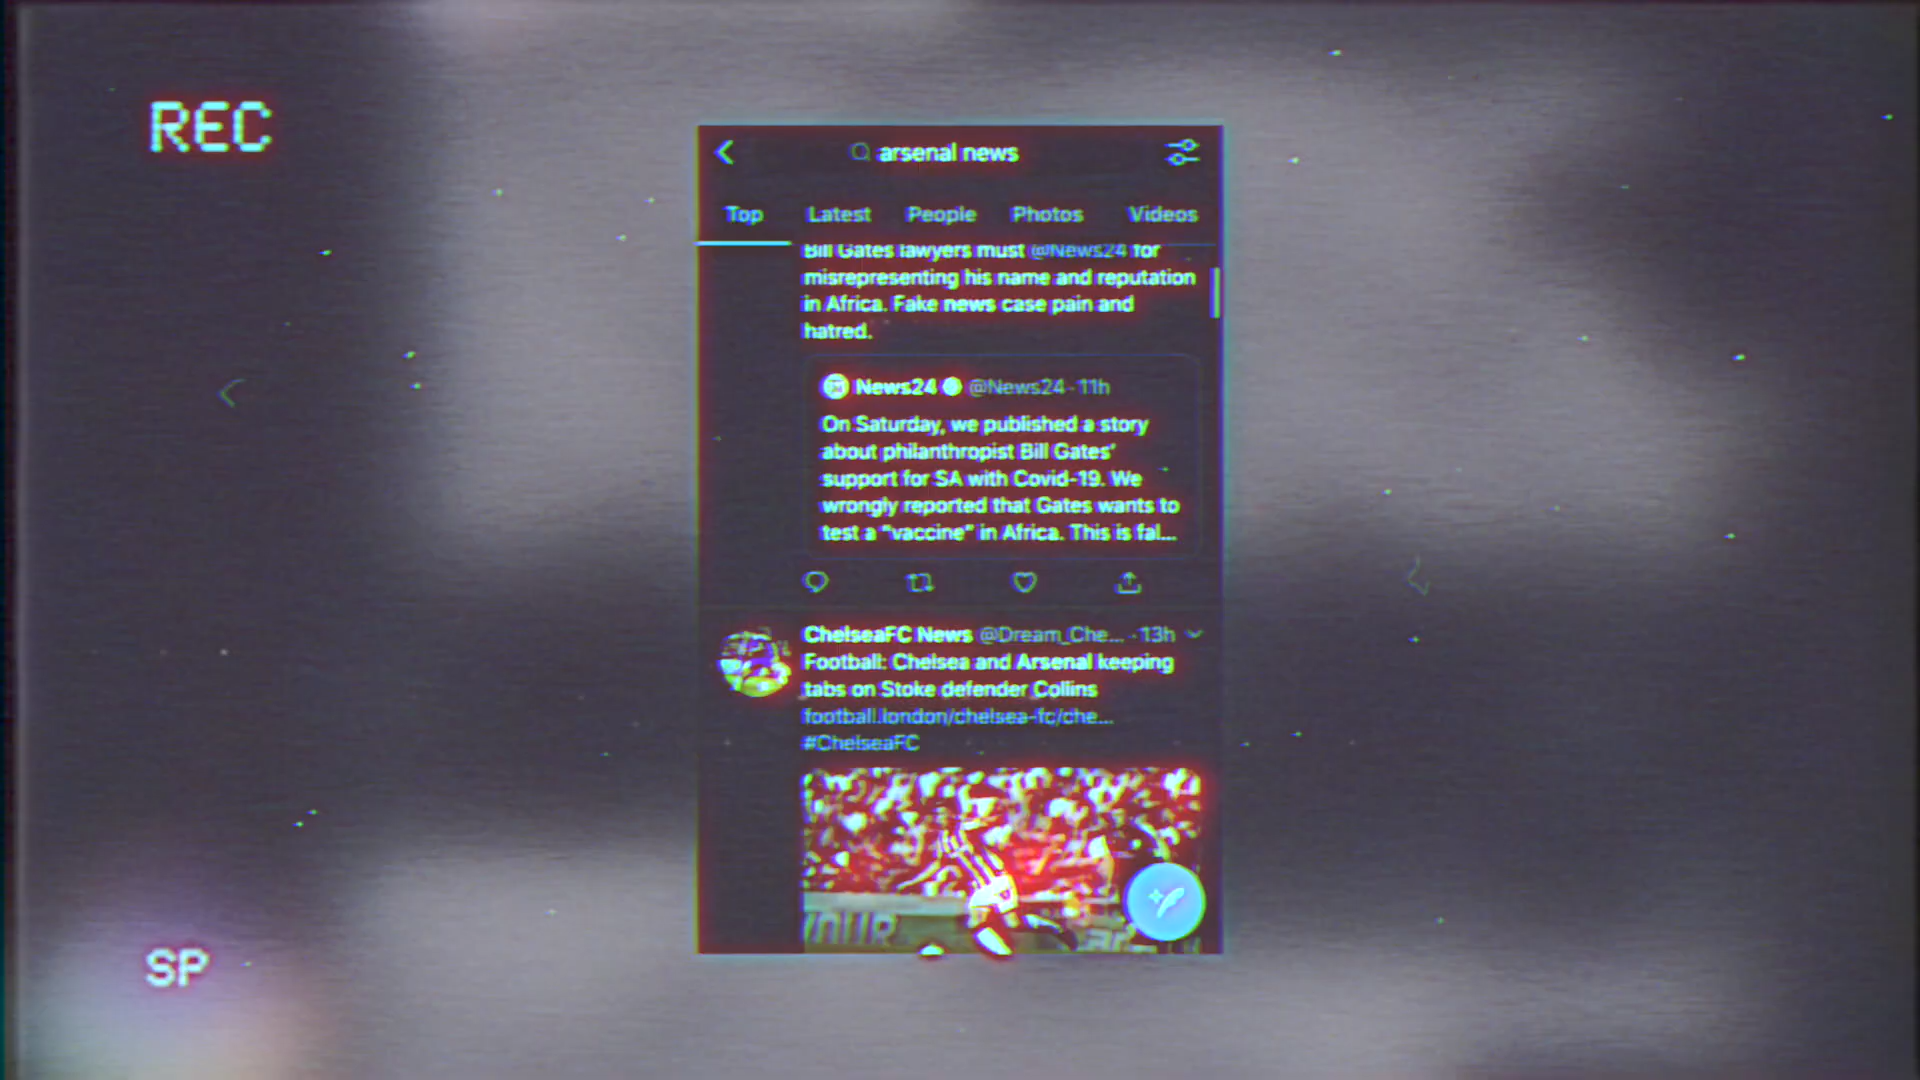 REC
arsenal news
Top Latest People Photos Videos
Bill Gates lawyers must @News24 for
misrepresenting his name and reputation
in Africa. Fake news case pain and
hatred.
News24 @News24 · 11h
On Saturday, we published a story
about philanthropist Bill Gates'
support for SA with Covid-19. We
wrongly reported that Gates wants to
test a "vaccine" in Africa. This is fal...
ChelseaFC News @Dream_Che... · 13h
Football: Chelsea and Arsenal keeping
tabs on Stoke defender Collins
football.london/chelsea-fc/che...
#ChelseaFC
SP